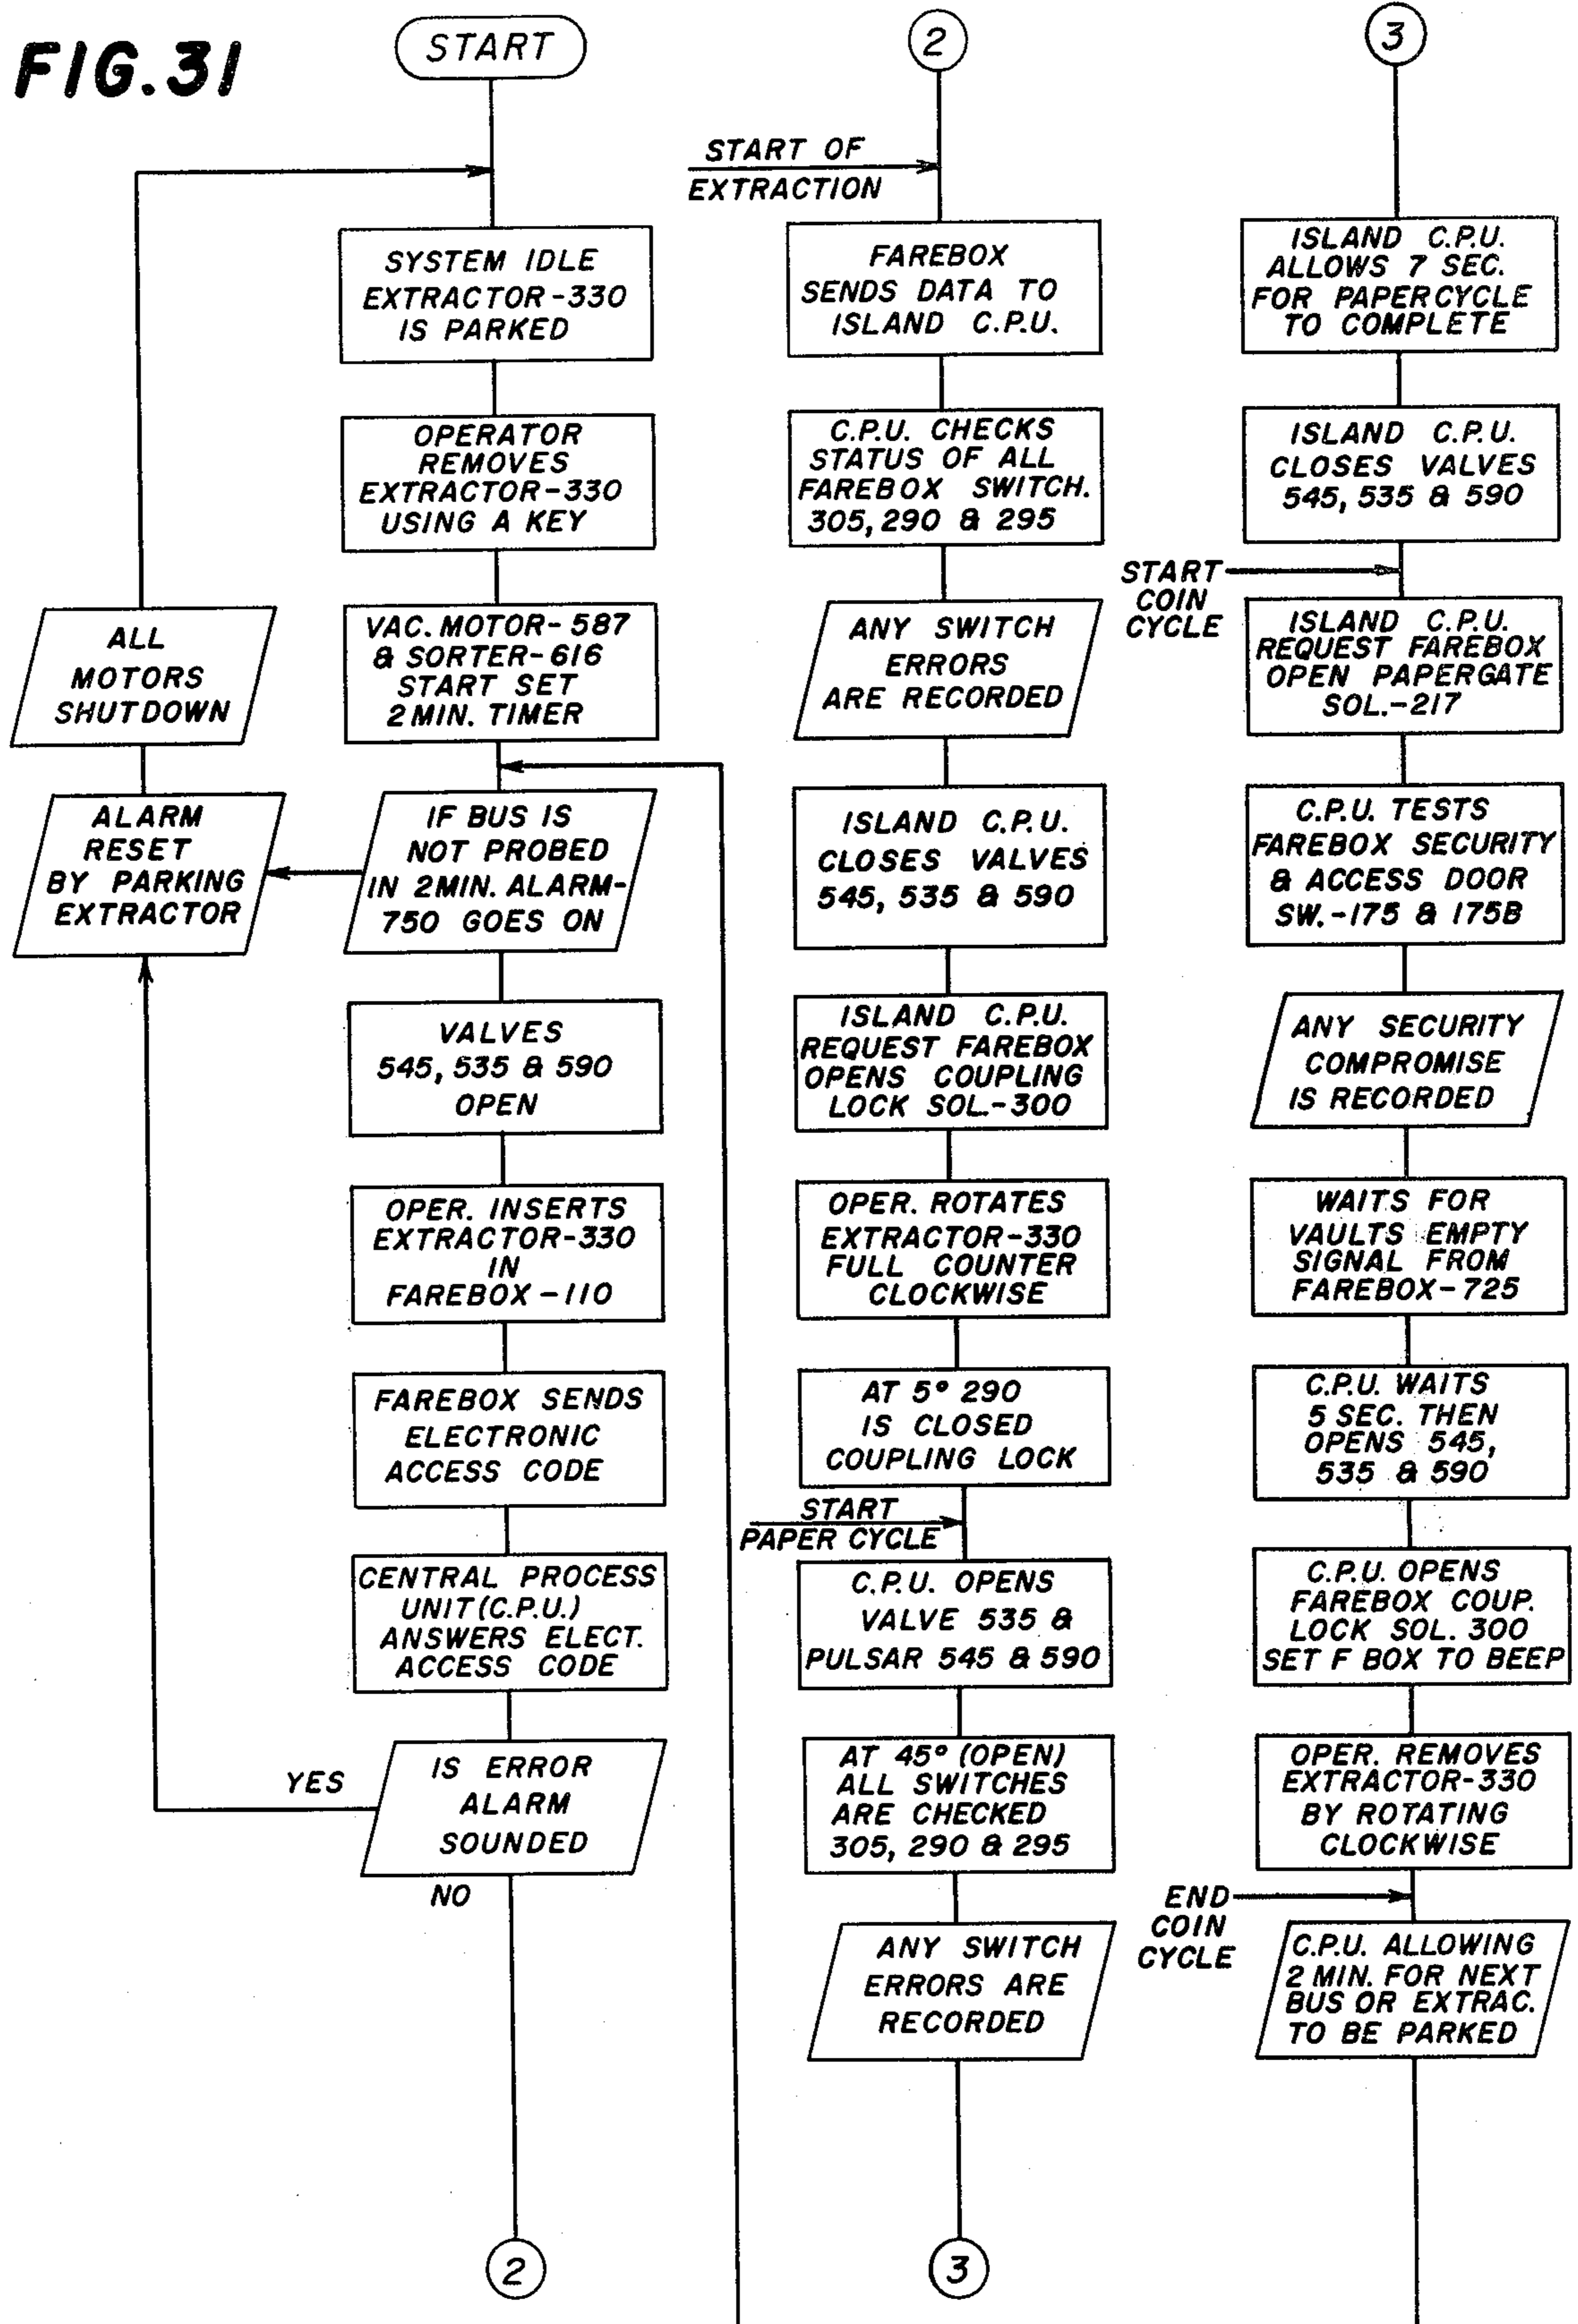 FIG.31
START
SYSTEM IDLE
EXTRACTOR-330
IS PARKED
OPERATOR
REMOVES
EXTRACTOR-330
USING A KEY
VAC. MOTOR-587
& SORTER-616
START SET
2 MIN. TIMER
IF BUS IS
NOT PROBED
IN 2MIN. ALARM-
750 GOES ON
ALL
MOTORS
SHUTDOWN
ALARM
RESET
BY PARKING
EXTRACTOR
VALVES
545, 535 & 590
OPEN
OPER. INSERTS
EXTRACTOR-330
IN
FAREBOX-110
FAREBOX SENDS
ELECTRONIC
ACCESS CODE
CENTRAL PROCESS
UNIT (C.P.U.)
ANSWERS ELECT.
ACCESS CODE
IS ERROR
ALARM
SOUNDED
YES
NO
2
2
START OF
EXTRACTION
FAREBOX
SENDS DATA TO
ISLAND C.P.U.
C.P.U. CHECKS
STATUS OF ALL
FAREBOX SWITCH.
305, 290 & 295
ANY SWITCH
ERRORS
ARE RECORDED
ISLAND C.P.U.
CLOSES VALVES
545, 535 & 590
ISLAND C.P.U.
REQUEST FAREBOX
OPENS COUPLING
LOCK SOL.-300
OPER. ROTATES
EXTRACTOR-330
FULL COUNTER
CLOCKWISE
AT 5° 290
IS CLOSED
COUPLING LOCK
START
PAPER CYCLE
C.P.U. OPENS
VALVE 535 &
PULSAR 545 & 590
AT 45° (OPEN)
ALL SWITCHES
ARE CHECKED
305, 290 & 295
ANY SWITCH
ERRORS ARE
RECORDED
3
3
ISLAND C.P.U.
ALLOWS 7 SEC.
FOR PAPERCYCLE
TO COMPLETE
ISLAND C.P.U.
CLOSES VALVES
545, 535 & 590
START
COIN
CYCLE
ISLAND C.P.U.
REQUEST FAREBOX
OPEN PAPERGATE
SOL.-217
C.P.U. TESTS
FAREBOX SECURITY
& ACCESS DOOR
SW.-175 & 175B
ANY SECURITY
COMPROMISE
IS RECORDED
WAITS FOR
VAULTS EMPTY
SIGNAL FROM
FAREBOX-725
C.P.U. WAITS
5 SEC. THEN
OPENS 545,
535 & 590
C.P.U. OPENS
FAREBOX COUP.
LOCK SOL. 300
SET F BOX TO BEEP
OPER. REMOVES
EXTRACTOR-330
BY ROTATING
CLOCKWISE
END
COIN
CYCLE
C.P.U. ALLOWING
2 MIN. FOR NEXT
BUS OR EXTRAC.
TO BE PARKED